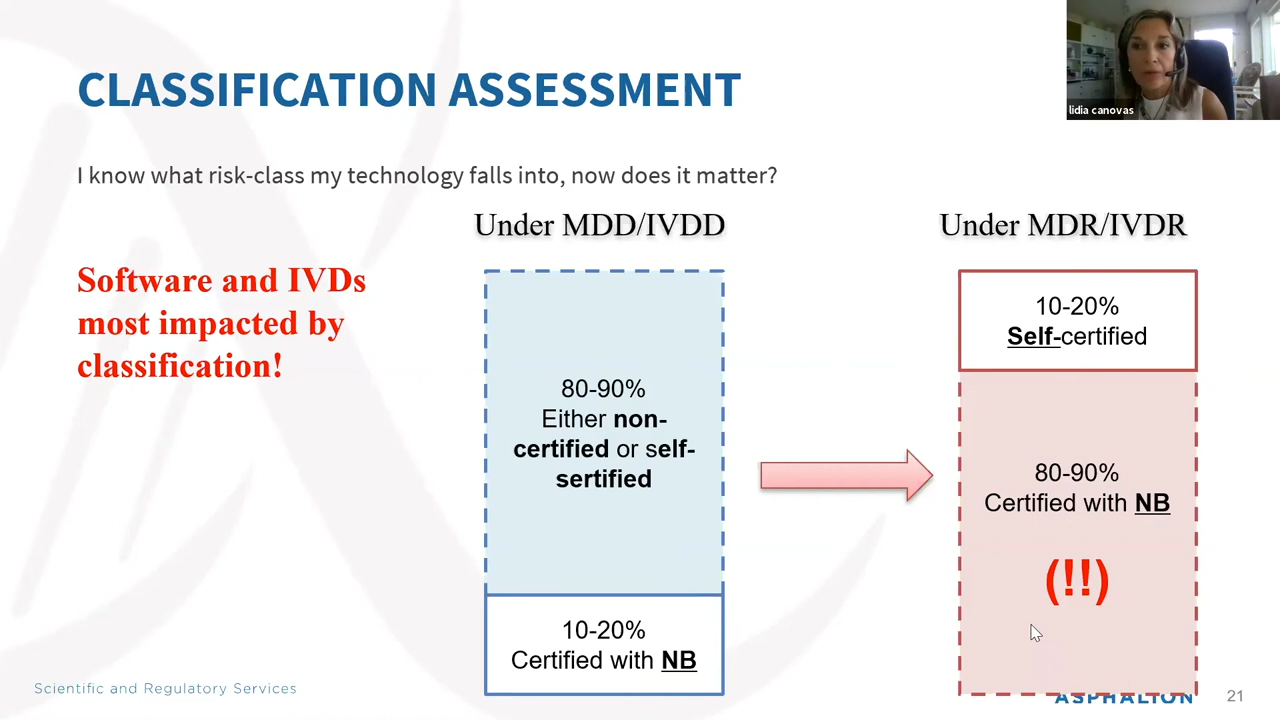 lidia canovas
CLASSIFICATION ASSESSMENT
I know what risk-class my technology falls into, now does it matter?
Under MDD/IVDD
Under MDR/IVDR
Software and IVDs
most impacted by
classification!
80-90%
Either non-
certified or self-
sertified
10-20%
Certified with NB
10-20%
Self-certified
80-90%
Certified with NB
(!!)
Scientific and Regulatory Services
ASPHALION
21